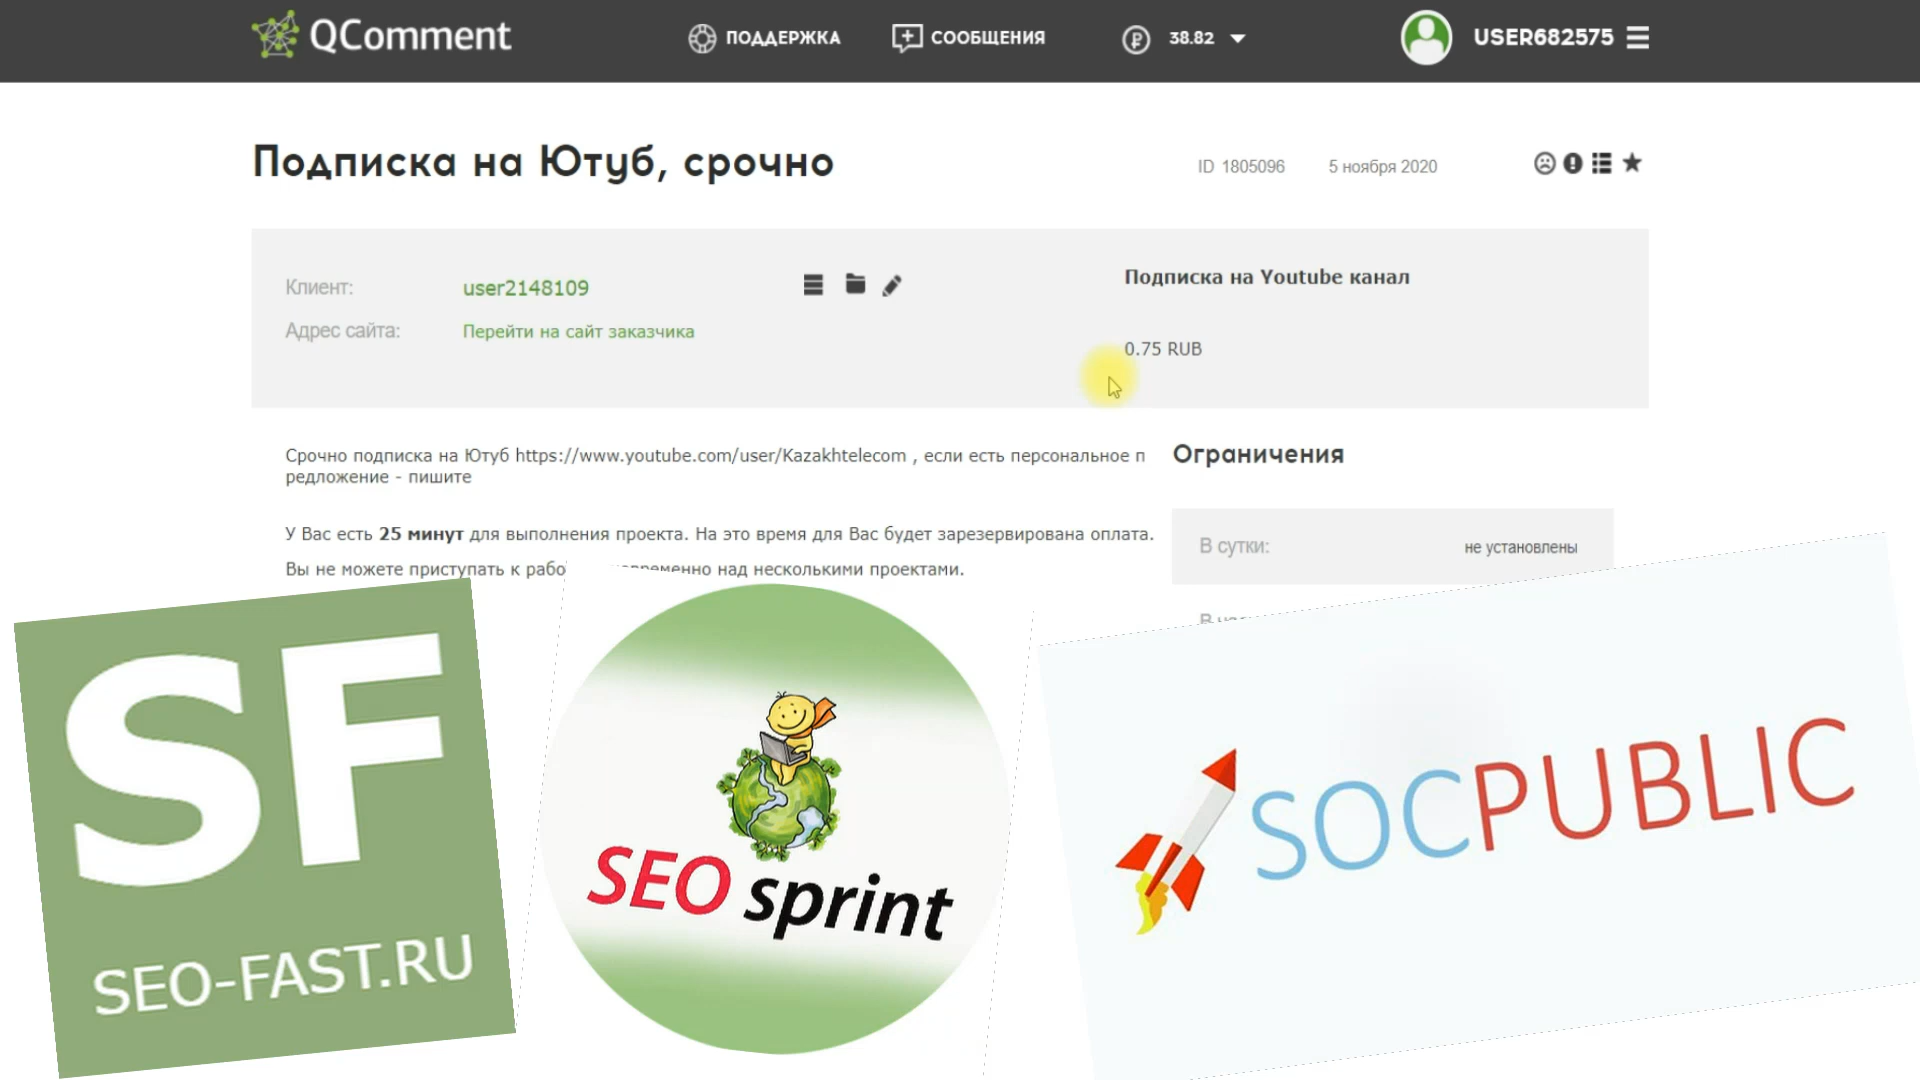 QComment
ПОДДЕРЖКА
СООБЩЕНИЯ
38.82
USER682575
Подписка на Ютуб, срочно
ID 1805096
5 ноября 2020
Клиент:
user2148109
Адрес сайта:
Перейти на сайт заказчика
Подписка на Youtube канал
0.75 RUB
Срочно подписка на Ютуб https://www.youtube.com/user/Kazakhtelecom , если есть персональное п
редложение - пишите
У Вас есть 25 минут для выполнения проекта. На это время для Вас будет зарезервирована оплата.
Вы не можете приступать к над несколькими проектами.
Ограничения
В сутки:
не установлены
SF
SEO-FAST.RU
SEO sprint
SOCPUBLIC